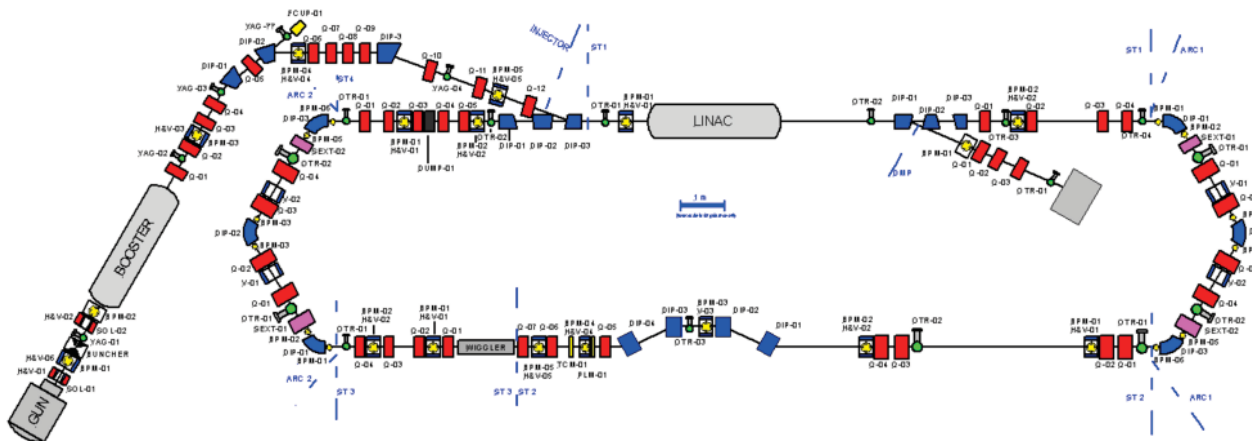 YAG-??
FCUP-01
Q-06
Q-07
Q-08
Q-09
DIP-3
DIP-02
DIP-01
Q-05
YAG-03
Q-04
H&V-03
Q-03
BPM-03
YAG-02
Q-02
Q-01
BPM-04
H&V-04
ST4
ARC 2
Q-10
YAG-04
Q-11
BPM-05
H&V-05
Q-12
INJECTOR
ST1
BOOSTER
BPM-02
H&V-02
SOL-02
YAG-01
BUNCHER
H&V-06
BPM-01
H&V-01
SOL-01
GUN
BPM-06
OTR-01
Q-01
Q-02
Q-03
Q-04
Q-05
OTR-02
DIP-01
DIP-02
DIP-03
BPM-01
H&V-01
DUMP-01
BPM-02
H&V-02
OTR-01
BPM-01
H&V-01
LINAC
OTR-02
DIP-01
DIP-02
DIP-03
Q-01
BPM-02
H&V-02
OTR-03
Q-03
Q-04
OTR-04
BPM-01
Q-01
Q-02
Q-03
OTR-01
DMP
1 m
ST1
ARC1
DIP-01
BPM-01
SEXT-01
OTR-01
Q-01
V-01
V-02
Q-04
OTR-02
SEXT-02
DIP-03
BPM-06
DIP-03
BPM-05
SEXT-02
OTR-02
Q-04
V-02
Q-03
BPM-03
DIP-02
BPM-03
Q-02
V-01
Q-01
OTR-01
SEXT-01
BPM-02
DIP-01
BPM-01
ARC 2
ST 3
OTR-01
BPM-02
H&V-02
Q-04
Q-03
BPM-01
H&V-01
Q-02
Q-01
WIGGLER
ST 3
ST 2
Q-07
Q-06
BPM-05
H&V-05
BPM-04
H&V-04
TCM-01
PLM-01
Q-05
DIP-04
DIP-03
OTR-03
BPM-03
V-03
DIP-02
DIP-01
BPM-02
H&V-02
OTR-02
Q-04
Q-03
BPM-01
H&V-01
OTR-01
Q-02
Q-01
ST 2
ARC1